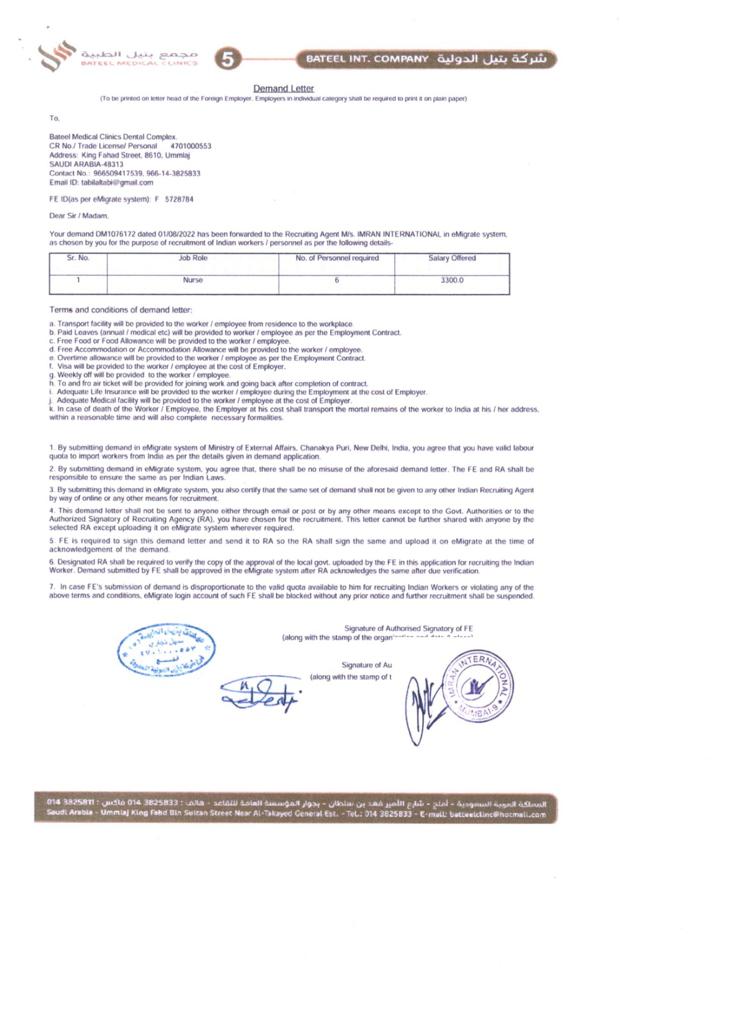 مجمع بتيل الطبية
BATEEL MEDICAL CLINICS
5
BATEEL INT. COMPANY شركة بتيل الدولية
Demand Letter
(To be printed on letter head of the Foreign Employer. Employers in individual category shall be required to print it on plain paper)
To,
Bateel Medical Clinics Dental Complex.
CR No./ Trade License/ Personal 4701000553
Address: King Fahad Street, 8610, Ummlaj
SAUDI ARABIA-48313
Contact No.: 966509417539, 966-14-3825833
Email ID: tabilaltabi@gmail.com
FE ID(as per eMigrate system): F 5728784
Dear Sir / Madam,
Your demand DM1076172 dated 01/08/2022 has been forwarded to the Recruiting Agent M/s. IMRAN INTERNATIONAL in eMigrate system,
as chosen by you for the purpose of recruitment of Indian workers / personnel as per the following details-
Sr. No. Job Role No. of Personnel required Salary Offered
1 Nurse 6 3300.0
Terms and conditions of demand letter:
a. Transport facility will be provided to the worker / employee from residence to the workplace.
b. Paid Leaves (annual / medical etc) will be provided to worker / employee as per the Employment Contract.
c. Free Food or Food Allowance will be provided to the worker / employee.
d. Free Accommodation or Accommodation Allowance will be provided to the worker / employee.
e. Overtime allowance will be provided to the worker / employee as per the Employment Contract.
f. Visa will be provided to the worker / employee at the cost of Employer.
g. Weekly off will be provided to the worker / employee.
h. To and fro air ticket will be provided for joining work and going back after completion of contract.
i. Adequate Life Insurance will be provided to the worker / employee during the Employment at the cost of Employer.
j. Adequate Medical facility will be provided to the worker / employee at the cost of Employer.
k. In case of death of the Worker / Employee, the Employer at his cost shall transport the mortal remains of the worker to India at his / her address,
within a reasonable time and will also complete necessary formalities.
1. By submitting demand in eMigrate system of Ministry of External Affairs, Chanakya Puri, New Delhi, India, you agree that you have valid labour
quota to import workers from India as per the details given in demand application.
2. By submitting demand in eMigrate system, you agree that, there shall be no misuse of the aforesaid demand letter. The FE and RA shall be
responsible to ensure the same as per Indian Laws.
3. By submitting this demand in eMigrate system, you also certify that the same set of demand shall not be given to any other Indian Recruiting Agent
by way of online or any other means for recruitment.
4. This demand letter shall not be sent to anyone either through email or post or by any other means except to the Govt. Authorities or to the
Authorized Signatory of Recruiting Agency (RA), you have chosen for the recruitment. This letter cannot be further shared with anyone by the
selected RA except uploading it on eMigrate system wherever required.
5. FE is required to sign this demand letter and send it to RA so the RA shall sign the same and upload it on eMigrate at the time of
acknowledgement of the demand.
6. Designated RA shall be required to verify the copy of the approval of the local govt. uploaded by the FE in this application for recruiting the Indian
Worker. Demand submitted by FE shall be approved in the eMigrate system after RA acknowledges the same after due verification.
7. In case FE's submission of demand is disproportionate to the valid quota available to him for recruiting Indian Workers or violating any of the
above terms and conditions, eMigrate login account of such FE shall be blocked without any prior notice and further recruitment shall be suspended.
Signature of Authorised Signatory of FE
(along with the stamp of the organ
Signature of Au
(along with the stamp of t
IMRAN INTERNATIONAL
MUMBAI-9
المملكة العربية السعودية - أملج - شارع الأمير فهد بن سلطان - بجوار المؤسسة العامة للتقاعد - هاتف : 3825833 014 فاكس : 3825811 014
Saudi Arabia - Ummlaj King Fahd Bin Sultan Street Near Al-Takayed General Est. - Tel.: 014 3825833 - E-mail: batteelclinc@hotmail.com